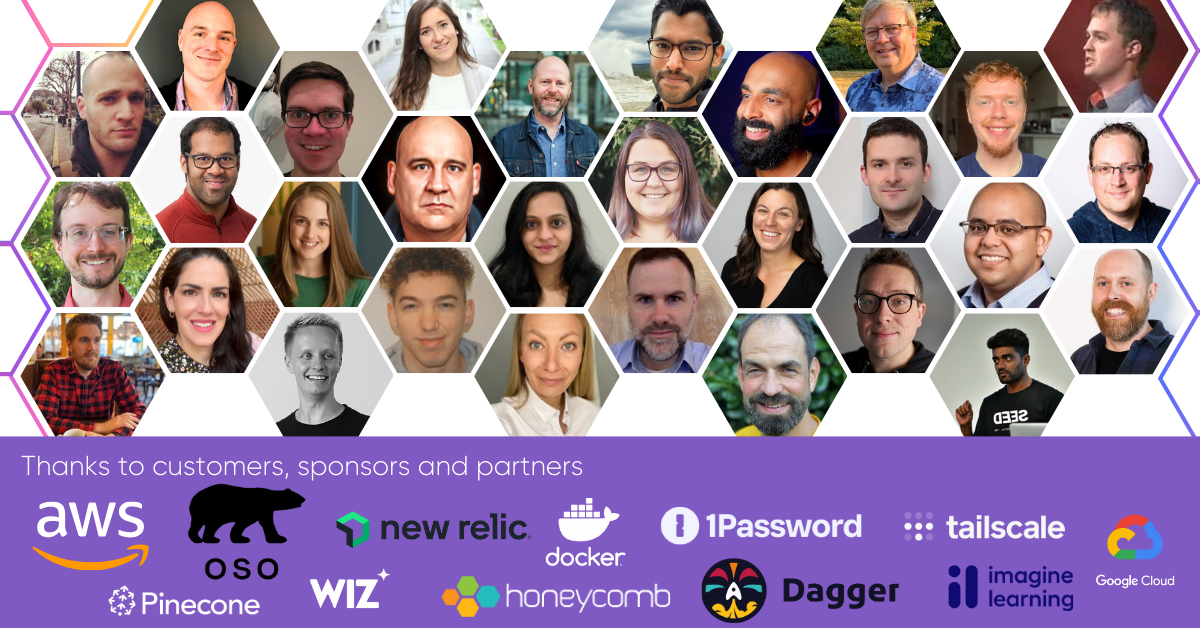 SEED
Thanks to customers, sponsors and partners
aws
OSO
new relic.
docker
1Password
tailscale
Google Cloud
Pinecone
WIZ
honeycomb
Dagger
imagine
learning